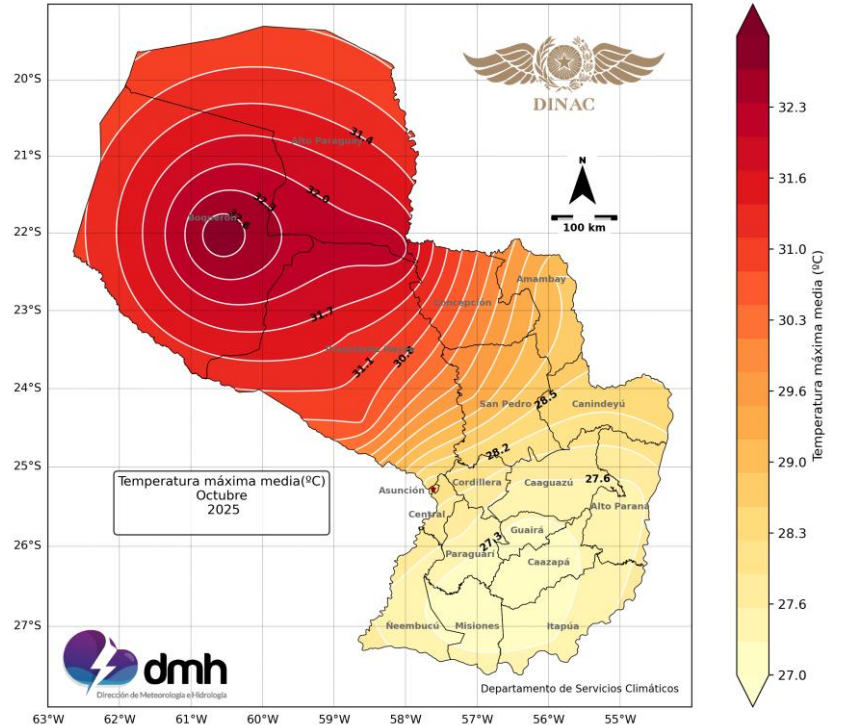 20°S
21°S
22°S
23°S
24°S
25°S
26°S
27°S
63°W
62°W
61°W
60°W
59°W
58°W
57°W
56°W
55°W
DINAC
N
100 km
31.4
Alto Paraguay
32.0
32.3
32.6
Boquerón
Amambay
Concepción
31.7
Presidente Hayes
31.1
30.8
San Pedro
28.5
Canindeyú
28.2
27.6
Cordillera
Caaguazú
Asunción
Alto Paraná
Central
Guairá
27.3
Paraguarí
Caazapá
Ñeembucú
Misiones
Itapúa
Temperatura máxima media(ºC)
Octubre
2025
dmh
Dirección de Meteorología e Hidrología
Departamento de Servicios Climáticos
32.3
31.6
31.0
30.3
29.6
29.0
28.3
27.6
27.0
Temperatura máxima media (ºC)